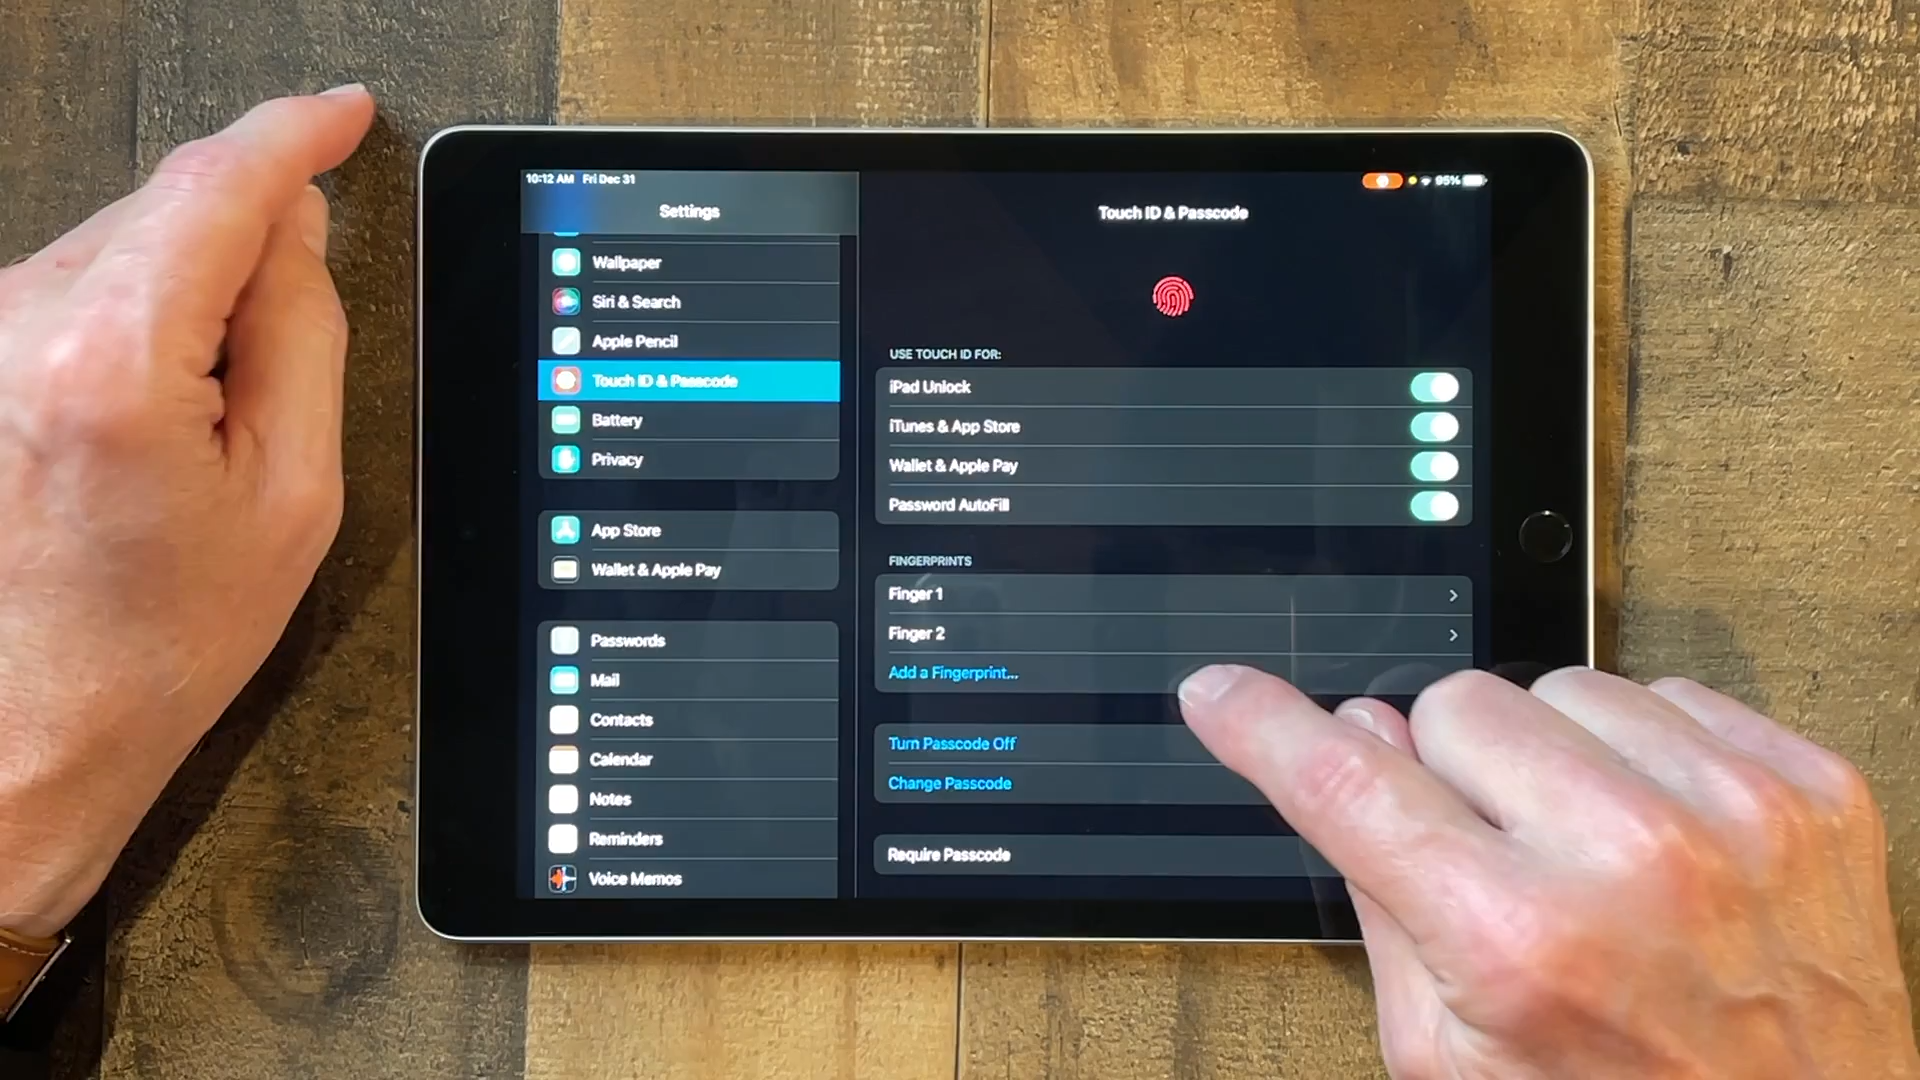 10:12 AM Fri Dec 31
95%
Settings
Wallpaper
Siri & Search
Apple Pencil
Touch ID & Passcode
Battery
Privacy
App Store
Wallet & Apple Pay
Passwords
Mail
Contacts
Calendar
Notes
Reminders
Voice Memos
Touch ID & Passcode
USE TOUCH ID FOR:
iPad Unlock
iTunes & App Store
Wallet & Apple Pay
Password AutoFill
FINGERPRINTS
Finger 1
Finger 2
Add a Fingerprint...
Turn Passcode Off
Change Passcode
Require Passcode